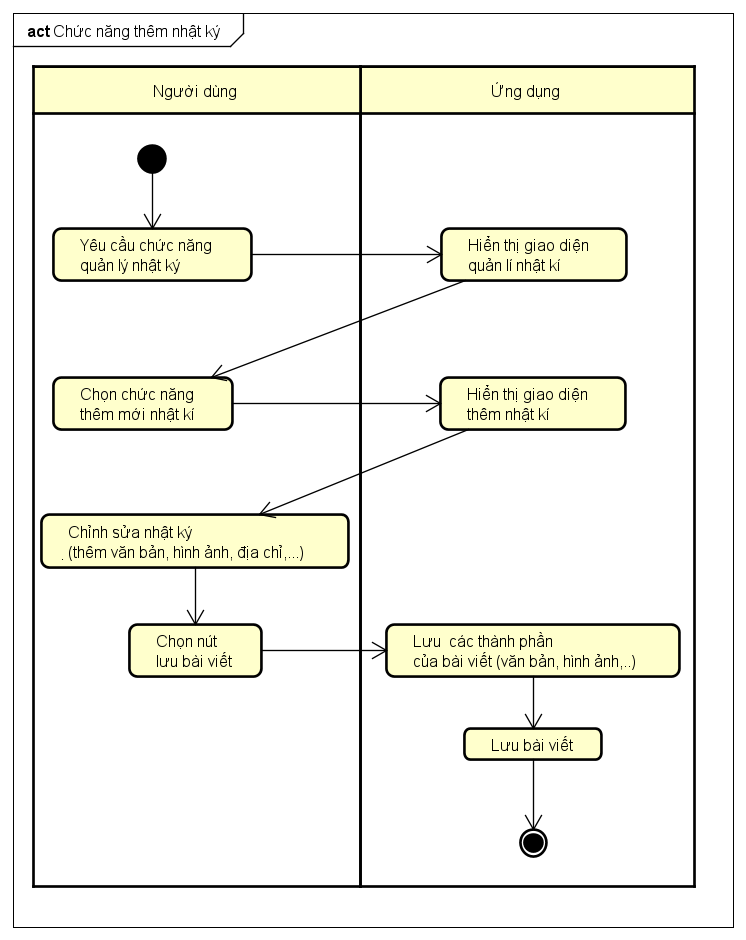 act Chức năng thêm nhật ký
Người dùng
Ứng dụng
Yêu cầu chức năng
quản lý nhật ký
Hiển thị giao diện
quản lí nhật kí
Chọn chức năng
thêm mới nhật kí
Hiển thị giao diện
thêm nhật kí
Chỉnh sửa nhật ký
. (thêm văn bản, hình ảnh, địa chỉ,...)
Chọn nút
lưu bài viết
Lưu  các thành phần
của bài viết (văn bản, hình ảnh,..)
Lưu bài viết